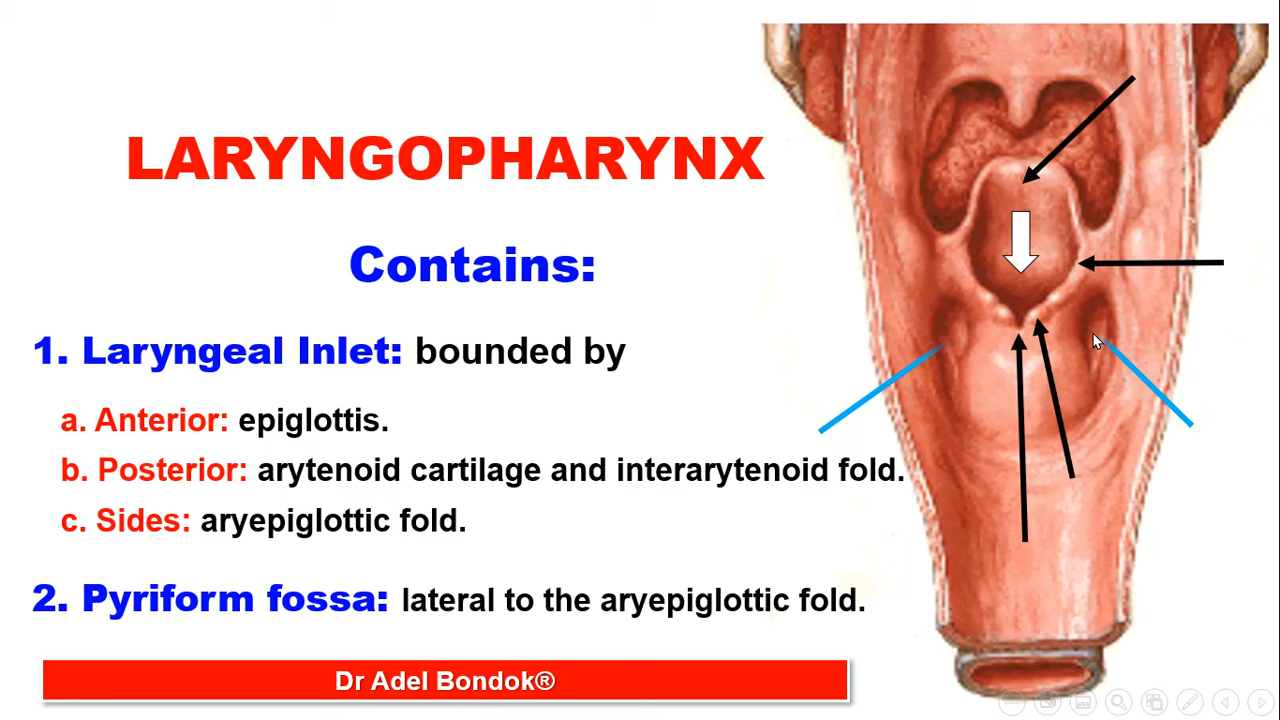 LARYNGOPHARYNX
Contains:
1. Laryngeal Inlet: bounded by
a. Anterior: epiglottis.
b. Posterior: arytenoid cartilage and interarytenoid fold.
c. Sides: aryepiglottic fold.
2. Pyriform fossa: lateral to the aryepiglottic fold.
Dr Adel Bondok®